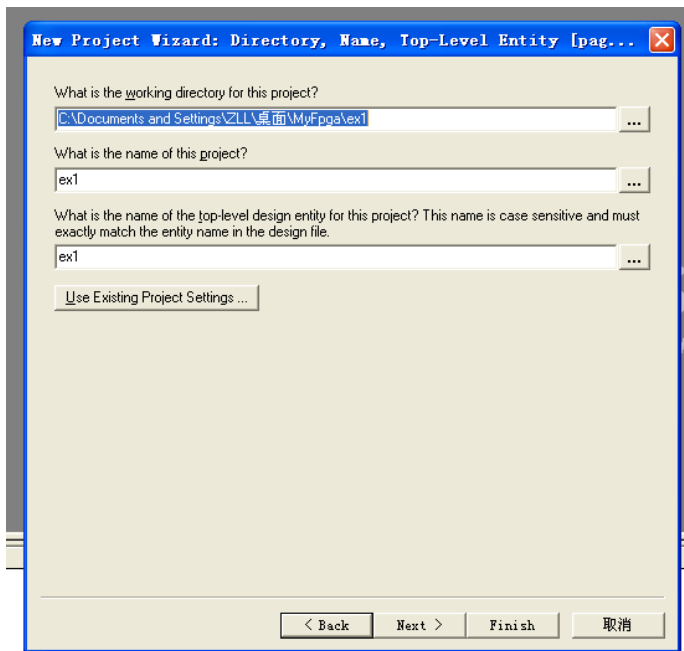 New Project Wizard: Directory, Name, Top-Level Entity [pag...
What is the working directory for this project?
C:\Documents and Settings\ZLL\桌面\MyFpga\ex1
...
What is the name of this project?
ex1
...
What is the name of the top-level design entity for this project? This name is case sensitive and must
exactly match the entity name in the design file.
ex1
...
Use Existing Project Settings ...
< Back
Next >
Finish
取消